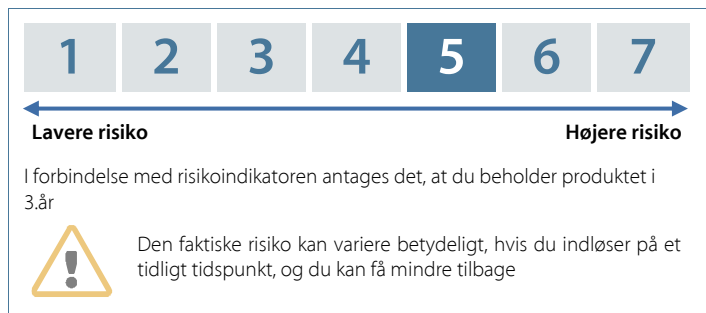 1 2 3 4 5 6 7
Lavere risiko Højere risiko
I forbindelse med risikoindikatoren antages det, at du beholder produktet i
3.år
Den faktiske risiko kan variere betydeligt, hvis du indløser på et
tidligt tidspunkt, og du kan få mindre tilbage